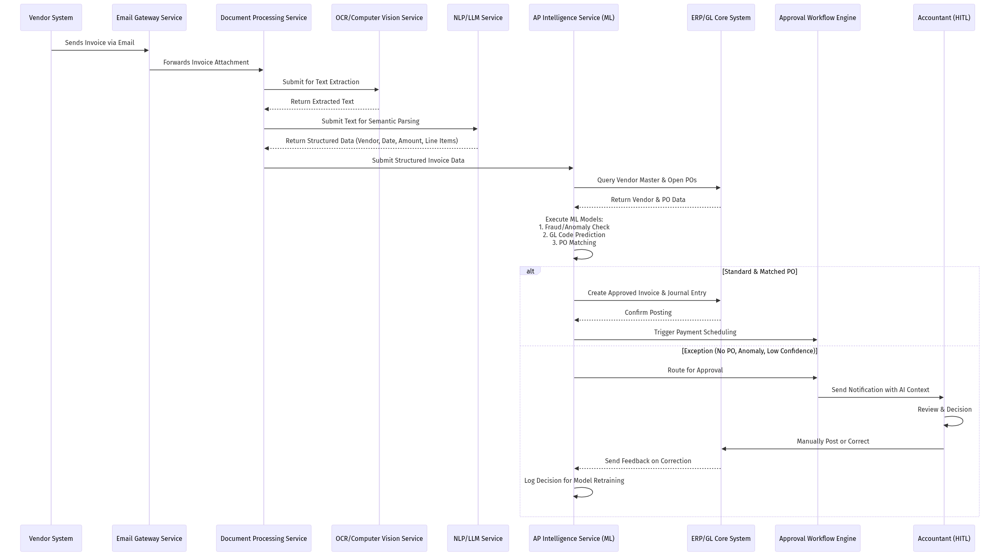 Vendor System
Email Gateway Service
Document Processing Service
OCR/Computer Vision Service
NLP/LLM Service
AP Intelligence Service (ML)
ERP/GL Core System
Approval Workflow Engine
Accountant (HITL)
Sends Invoice via Email
Forwards Invoice Attachment
Submit for Text Extraction
Return Extracted Text
Submit Text for Semantic Parsing
Return Structured Data (Vendor, Date, Amount, Line Items)
Submit Structured Invoice Data
Query Vendor Master & Open POs
Return Vendor & PO Data
Execute ML Models:
1. Fraud/Anomaly Check
2. GL Code Prediction
3. PO Matching
alt
[Standard & Matched PO]
Create Approved Invoice & Journal Entry
Confirm Posting
Trigger Payment Scheduling
[Exception (No PO, Anomaly, Low Confidence)]
Route for Approval
Send Notification with AI Context
Review & Decision
Manually Post or Correct
Send Feedback on Correction
Log Decision for Model Retraining
Vendor System
Email Gateway Service
Document Processing Service
OCR/Computer Vision Service
NLP/LLM Service
AP Intelligence Service (ML)
ERP/GL Core System
Approval Workflow Engine
Accountant (HITL)